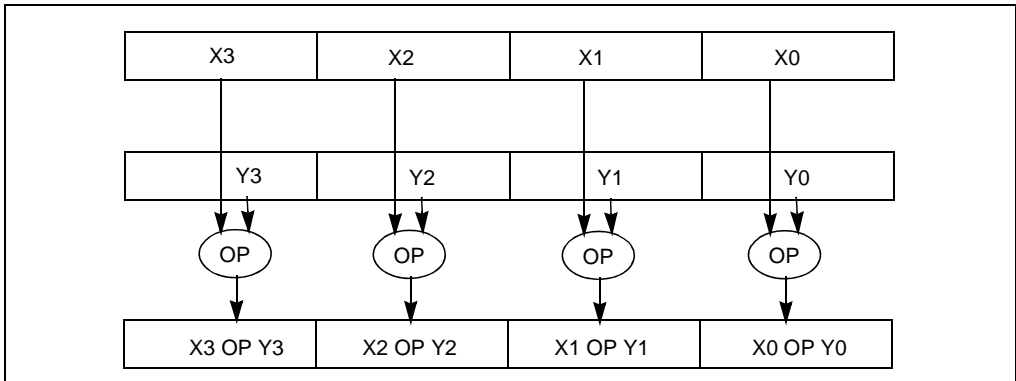 X3 X2 X1 X0
Y3 Y2 Y1 Y0
OP OP OP OP
X3 OP Y3 X2 OP Y2 X1 OP Y1 X0 OP Y0